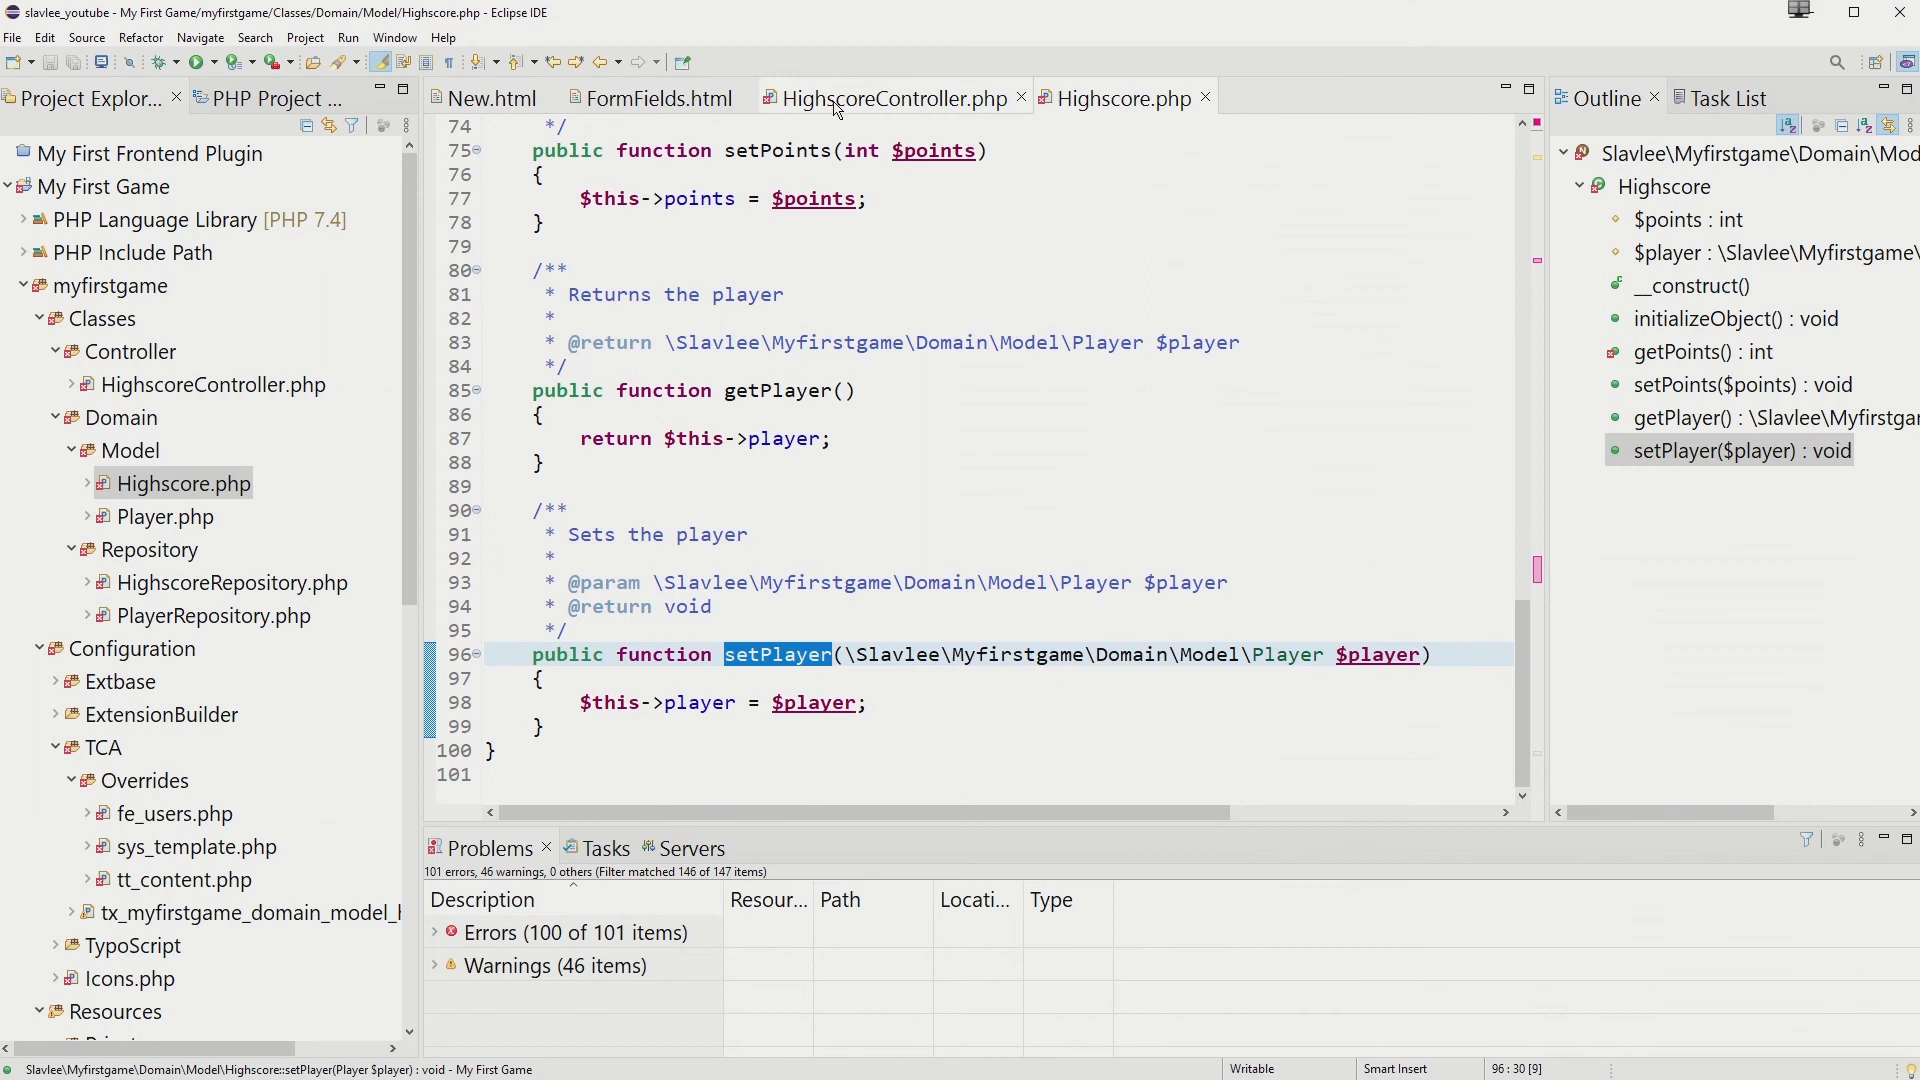 slavlee_youtube - My First Game/myfirstgame/Classes/Domain/Model/Highscore.php - Eclipse IDE
File Edit Source Refactor Navigate Search Project Run Window Help
Project Explor... PHP Project ...
New.html FormFields.html HighscoreController.php Highscore.php
Outline Task List
My First Frontend Plugin
My First Game
PHP Language Library [PHP 7.4]
PHP Include Path
myfirstgame
Classes
Controller
HighscoreController.php
Domain
Model
Highscore.php
Player.php
Repository
HighscoreRepository.php
PlayerRepository.php
Configuration
Extbase
ExtensionBuilder
TCA
Overrides
fe_users.php
sys_template.php
tt_content.php
tx_myfirstgame_domain_model_h
TypoScript
Icons.php
Resources
74 */
75 public function setPoints(int $points)
76 {
77 $this->points = $points;
78 }
79
80 /**
81 * Returns the player
82 *
83 * @return \Slavlee\Myfirstgame\Domain\Model\Player $player
84 */
85 public function getPlayer()
86 {
87 return $this->player;
88 }
89
90 /**
91 * Sets the player
92 *
93 * @param \Slavlee\Myfirstgame\Domain\Model\Player $player
94 * @return void
95 */
96 public function setPlayer(\Slavlee\Myfirstgame\Domain\Model\Player $player)
97 {
98 $this->player = $player;
99 }
100 }
101
Slavlee\Myfirstgame\Domain\Mod
Highscore
$points : int
$player : \Slavlee\Myfirstgame\
__construct()
initializeObject() : void
getPoints() : int
setPoints($points) : void
getPlayer() : \Slavlee\Myfirstgar
setPlayer($player) : void
Problems Tasks Servers
101 errors, 46 warnings, 0 others (Filter matched 146 of 147 items)
Description Resour... Path Locati... Type
Errors (100 of 101 items)
Warnings (46 items)
Slavlee\Myfirstgame\Domain\Model\Highscore::setPlayer(Player $player) : void - My First Game
Writable Smart Insert 96 : 30 [9]